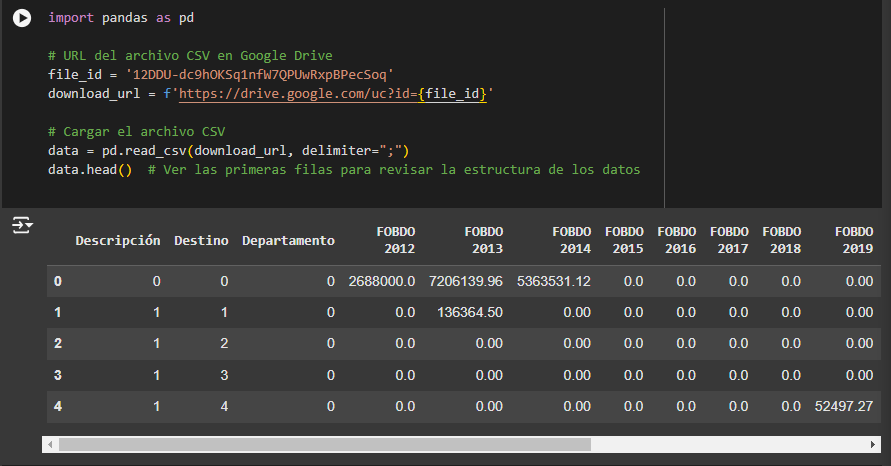 import pandas as pd
# URL del archivo CSV en Google Drive
file_id = '12DDU-dc9hOKSq1nfW7QPUwRxpBPecSoq'
download_url = f'https://drive.google.com/uc?id={file_id}'
# Cargar el archivo CSV
data = pd.read_csv(download_url, delimiter=";")
data.head()  # Ver las primeras filas para revisar la estructura de los datos
Descripción Destino Departamento FOBDO 2012 FOBDO 2013 FOBDO 2014 FOBDO 2015 FOBDO 2016 FOBDO 2017 FOBDO 2018 FOBDO 2019
0 0 0 0 2688000.0 7206139.96 5363531.12 0.0 0.0 0.0 0.0 0.00
1 1 1 0 0.0 136364.50 0.00 0.0 0.0 0.0 0.0 0.00
2 1 2 0 0.0 0.00 0.00 0.0 0.0 0.0 0.0 0.00
3 1 3 0 0.0 0.00 0.00 0.0 0.0 0.0 0.0 0.00
4 1 4 0 0.0 0.00 0.00 0.0 0.0 0.0 0.0 52497.27